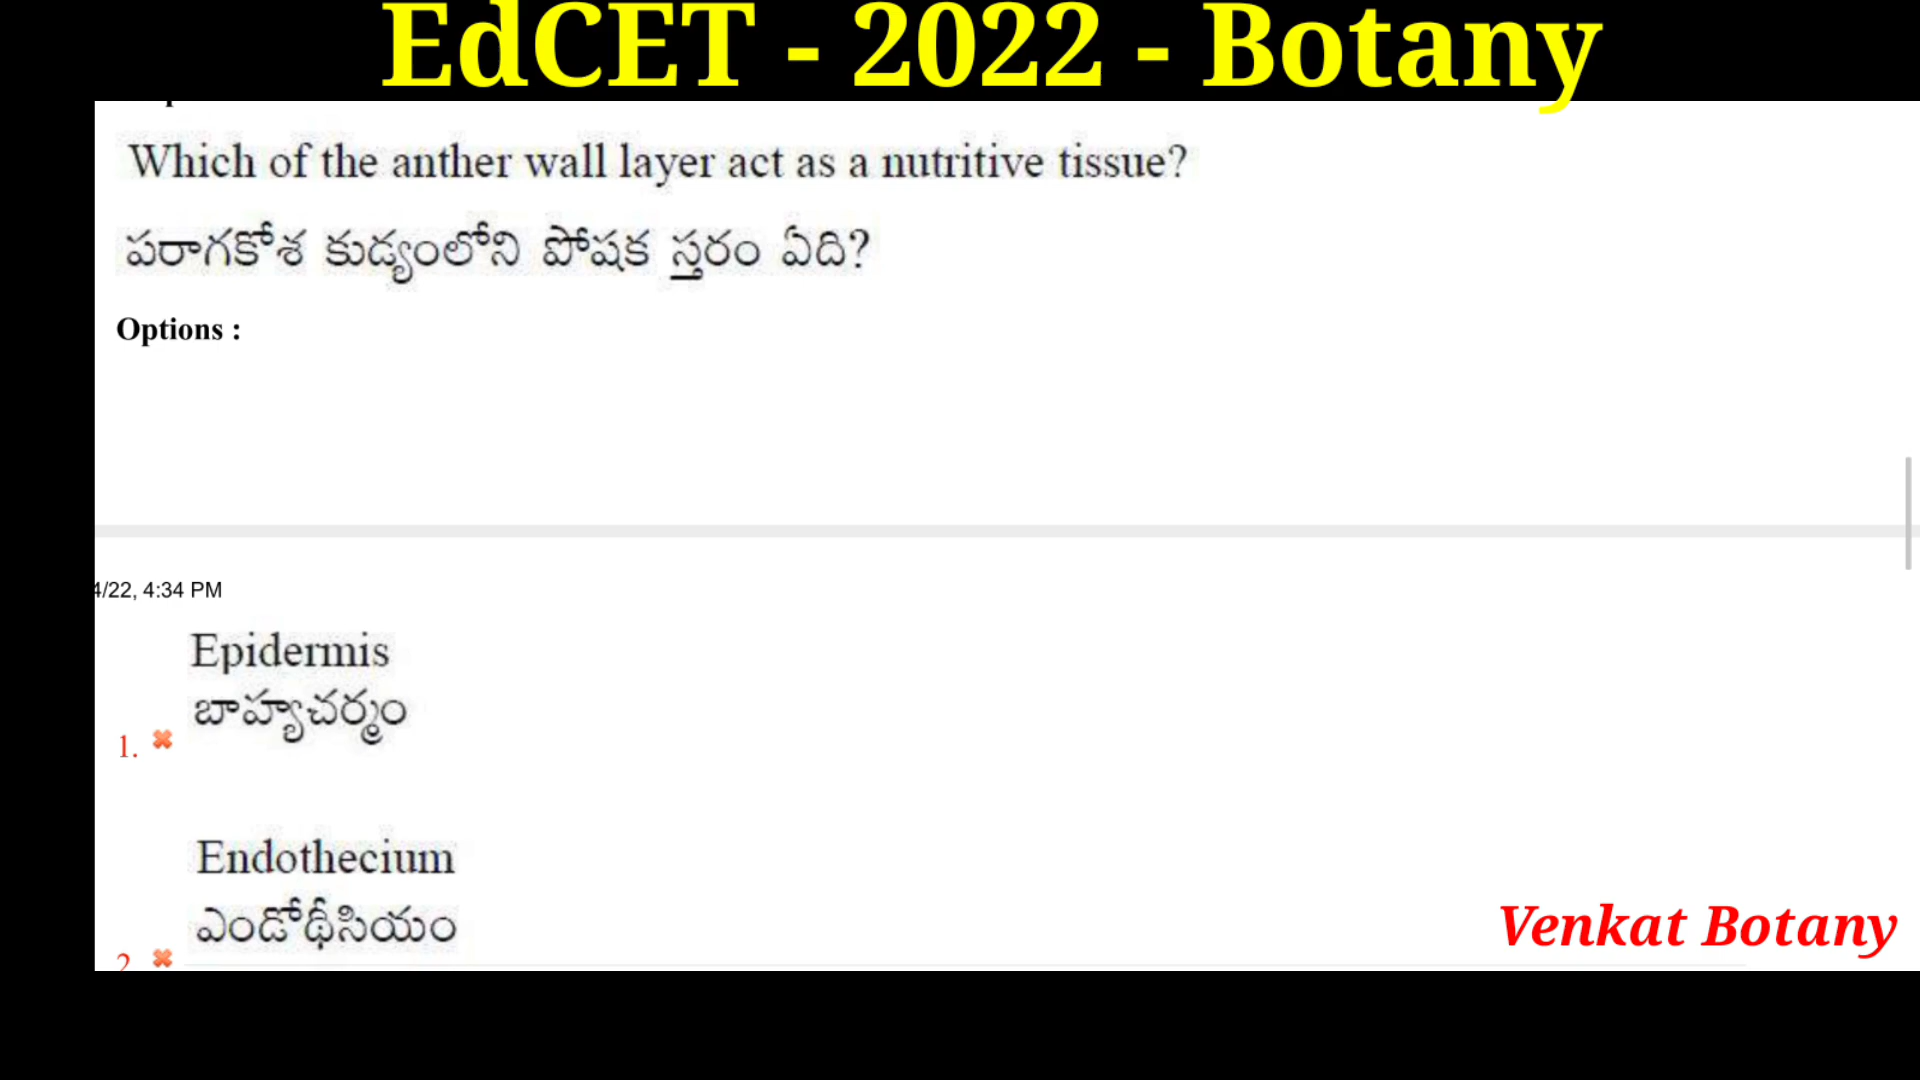 EdCET - 2022 - Botany
Which of the anther wall layer act as a nutritive tissue?
పరాగకోశ కుడ్యంలోని పోషక స్తరం ఏది?
Options :
4/22, 4:34 PM
Epidermis
బాహ్యచర్మం
1.
Endothecium
ఎండోథీసియం
2.
Venkat Botany